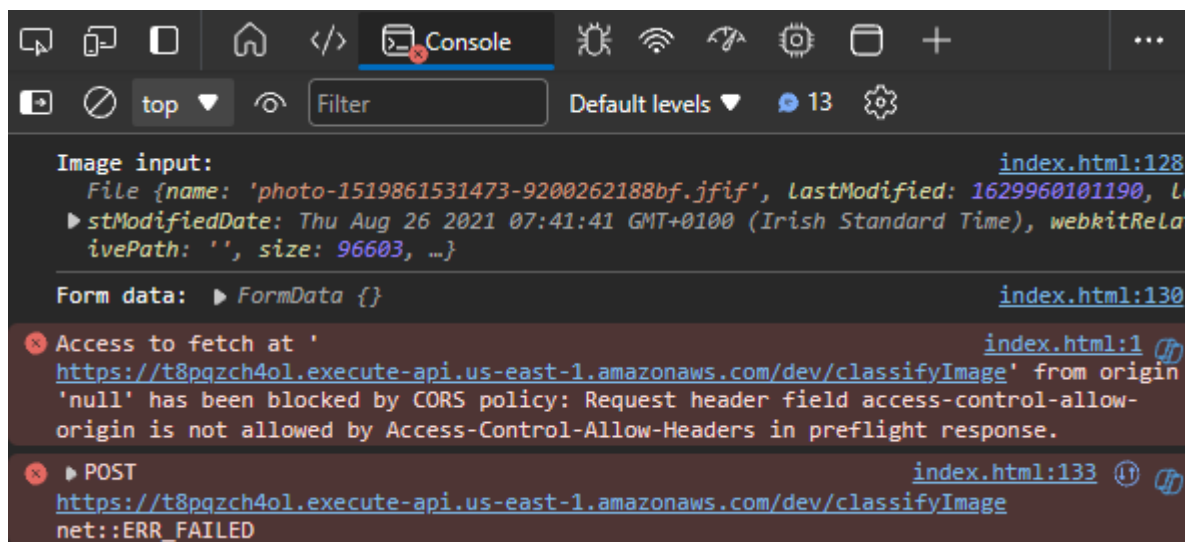 Console
top
Filter
Default levels
13
Image input:
index.html:128
File {name: 'photo-1519861531473-9200262188bf.jfif', lastModified: 1629960101190, l
stModifiedDate: Thu Aug 26 2021 07:41:41 GMT+0100 (Irish Standard Time), webkitRela
ivePath: '', size: 96603, …}
Form data: FormData {}
index.html:130
Access to fetch at '
index.html:1
https://t8pqzch4ol.execute-api.us-east-1.amazonaws.com/dev/classifyImage' from origin
'null' has been blocked by CORS policy: Request header field access-control-allow-
origin is not allowed by Access-Control-Allow-Headers in preflight response.
POST
index.html:133
https://t8pqzch4ol.execute-api.us-east-1.amazonaws.com/dev/classifyImage
net::ERR_FAILED